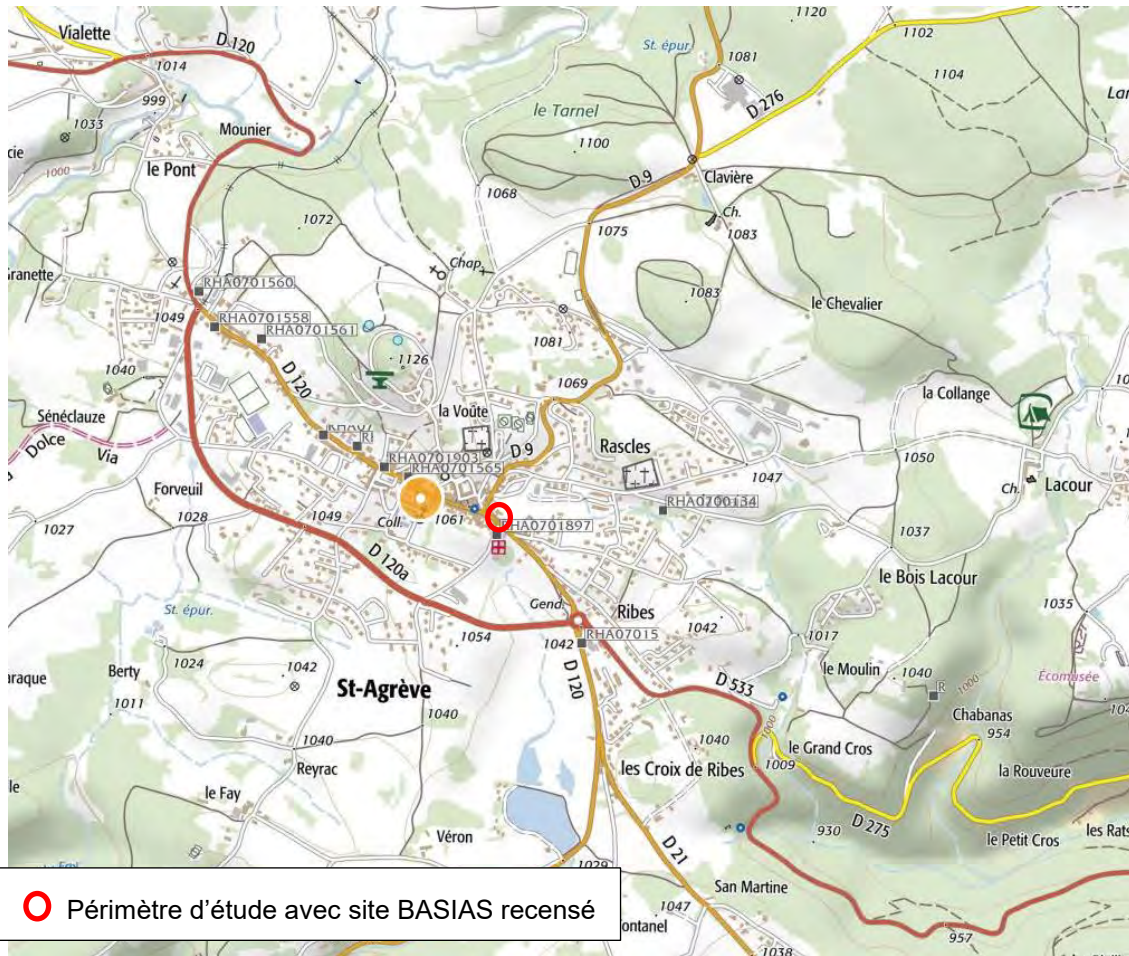 1120
Vialette
D 120
1102
St. épur.
1081
1014
1104
le Tarnel
D 276
999
1033
Mounier
1100
le Pont
D 9
Clavière
1000
1068
Ch.
1083
1072
1075
Chap.
RHA0701560
1083
le Chevalier
1049
RHA0701558
RHA0701561
1081
1126
1040
D 120
1069
la Collange
Sénéclauze
la Voûte
Dolce Via
Rascles
D 9
1050
RHA0701903
1047
RHA0701565
Ch.
Lacour
Forveuil
RHA0700134
1027
1028
1049
Coll.
1061
RHA0701897
1037
D 120a
le Bois Lacour
St. épur.
Gend.
Ribes
1035
1042
1054
1042
RHA07015
1017
Berty
1024
1042
le Moulin
1040
Écomusée
St-Agrève
D 120
D 533
R
1000
1011
1040
Chabanas
1000
954
1040
1040
le Grand Cros
Reyrac
les Croix de Ribes
1009
la Rouveure
le Fay
D 275
930
les Rats
Véron
le Petit Cros
1029
D 21
San Martine
1047
957
1038
Périmètre d'étude avec site BASIAS recensé